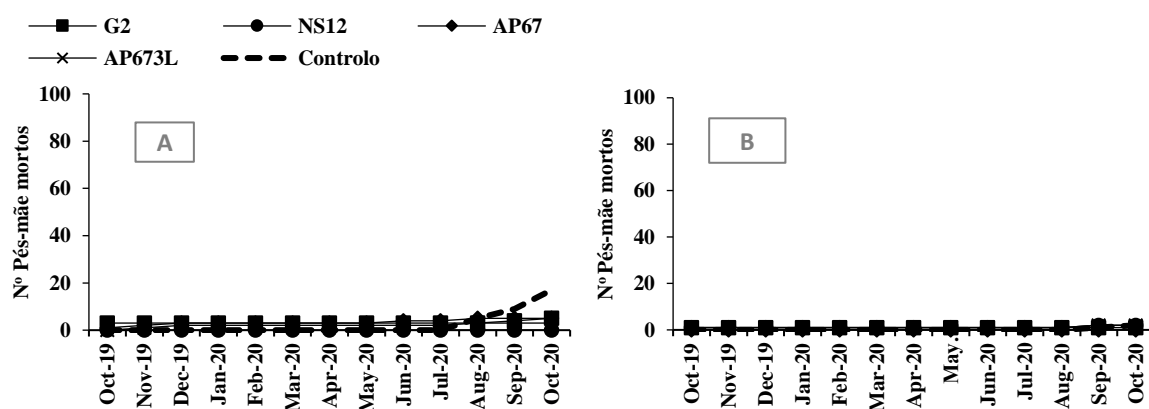 G2 NS12 AP67
AP673L Controlo
Nº Pés-mãe mortos
100
80
60
40
20
0
A
Oct-19
Nov-19
Dec-19
Jan-20
Feb-20
Mar-20
Apr-20
May-20
Jun-20
Jul-20
Aug-20
Sep-20
Oct-20
Nº Pés-mãe mortos
100
80
60
40
20
0
B
Oct-19
Nov-19
Dec-19
Jan-20
Feb-20
Mar-20
Apr-20
May.
Jun-20
Jul-20
Aug-20
Sep-20
Oct-20